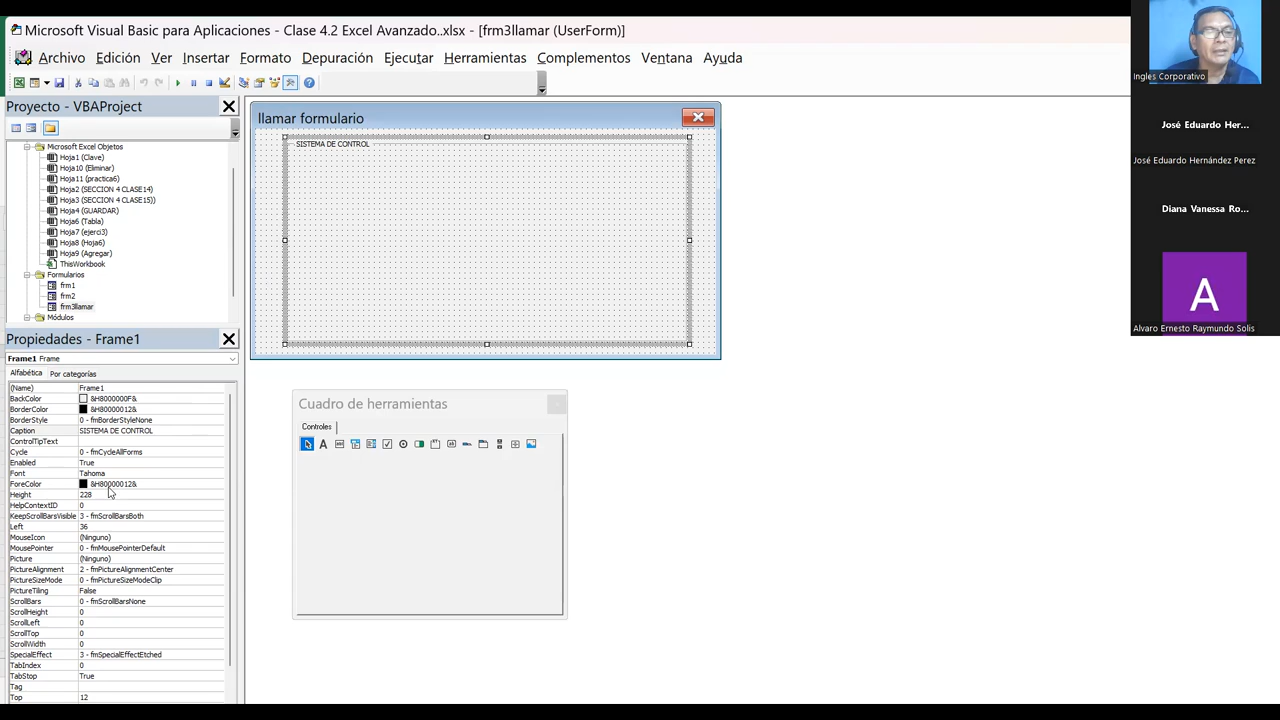 Microsoft Visual Basic para Aplicaciones - Clase 4.2 Excel Avanzado..xlsx - [frm3llamar (UserForm)]
Archivo Edición Ver Insertar Formato Depuración Ejecutar Herramientas Complementos Ventana Ayuda
Proyecto - VBAProject
Microsoft Excel Objetos
Hoja1 (Clave)
Hoja10 (Eliminar)
Hoja11 (practica6)
Hoja2 (SECCION 4 CLASE14)
Hoja3 (SECCION 4 CLASE15))
Hoja4 (GUARDAR)
Hoja6 (Tabla)
Hoja7 (ejerci3)
Hoja8 (Hoja6)
Hoja9 (Agregar)
ThisWorkbook
Formularios
frm1
frm2
frm3llamar
Módulos
Propiedades - Frame1
Frame1 Frame
Alfabética Por categorías
(Name) Frame1
BackColor &H8000000F&
BorderColor &H80000012&
BorderStyle 0 - fmBorderStyleNone
Caption SISTEMA DE CONTROL
ControlTipText
Cycle 0 - fmCycleAllForms
Enabled True
Font Tahoma
ForeColor &H80000012&
Height 228
HelpContextID 0
KeepScrollBarsVisible 3 - fmScrollBarsBoth
Left 36
MouseIcon (Ninguno)
MousePointer 0 - fmMousePointerDefault
Picture (Ninguno)
PictureAlignment 2 - fmPictureAlignmentCenter
PictureSizeMode 0 - fmPictureSizeModeClip
PictureTiling False
ScrollBars 0 - fmScrollBarsNone
ScrollHeight 0
ScrollLeft 0
ScrollTop 0
ScrollWidth 0
SpecialEffect 3 - fmSpecialEffectEtched
TabIndex 0
TabStop True
Tag
Top 12
llamar formulario
SISTEMA DE CONTROL
Cuadro de herramientas
Controles
Ingles Corporativo
José Eduardo Her...
José Eduardo Hernández Perez
Diana Vanessa Ro...
A
Alvaro Ernesto Raymundo Solis